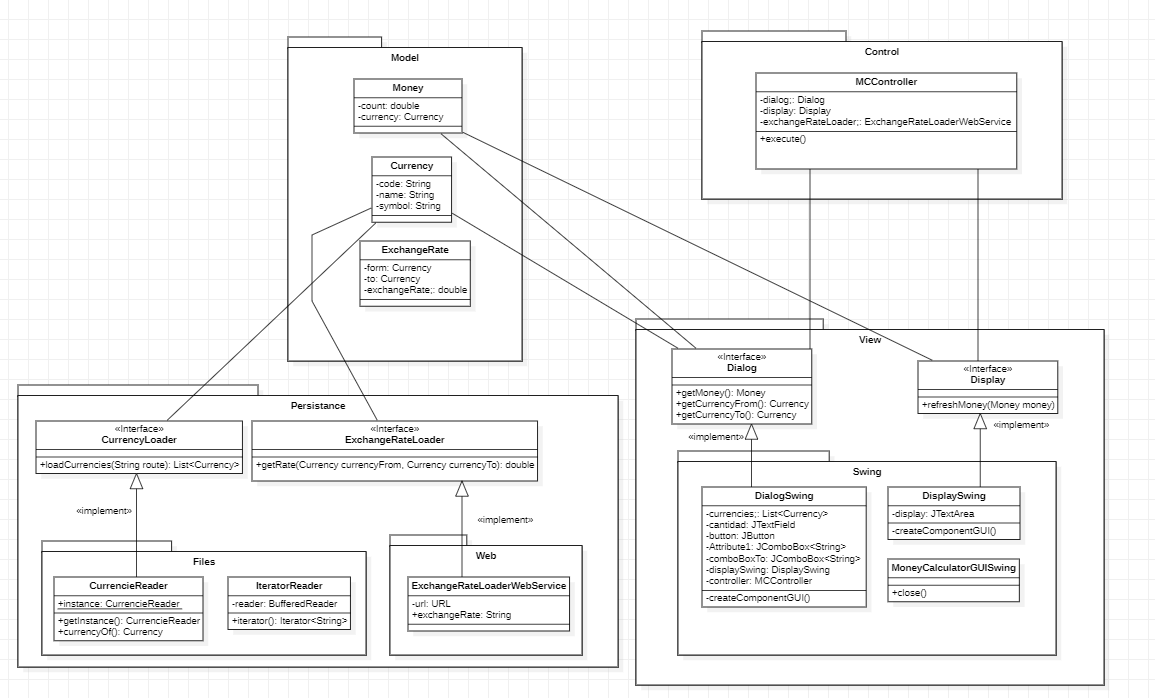 Model
Money
-count: double
-currency: Currency
Currency
-code: String
-name: String
-symbol: String
ExchangeRate
-form: Currency
-to: Currency
-exchangeRate;: double
Control
MCController
-dialog;: Dialog
-display: Display
-exchangeRateLoader;: ExchangeRateLoaderWebService
+execute()
Persistance
«Interface»
CurrencyLoader
+loadCurrencies(String route): List<Currency>
«Interface»
ExchangeRateLoader
+getRate(Currency currencyFrom, Currency currencyTo): double
«implement»
«implement»
Files
CurrencieReader
+instance: CurrencieReader
+getInstance(): CurrencieReader
+currencyOf(): Currency
IteratorReader
-reader: BufferedReader
+iterator(): Iterator<String>
Web
ExchangeRateLoaderWebService
-url: URL
+exchangeRate: String
View
«Interface»
Dialog
+getMoney(): Money
+getCurrencyFrom(): Currency
+getCurrencyTo(): Currency
«Interface»
Display
+refreshMoney(Money money)
«implement»
«implement»
Swing
DialogSwing
-currencies;: List<Currency>
-cantidad: JTextField
-button: JButton
-Attribute1: JComboBox<String>
-comboBoxTo: JComboBox<String>
-displaySwing: DisplaySwing
-controller: MCController
-createComponentGUI()
DisplaySwing
-display: JTextArea
-createComponentGUI()
MoneyCalculatorGUISwing
+close()